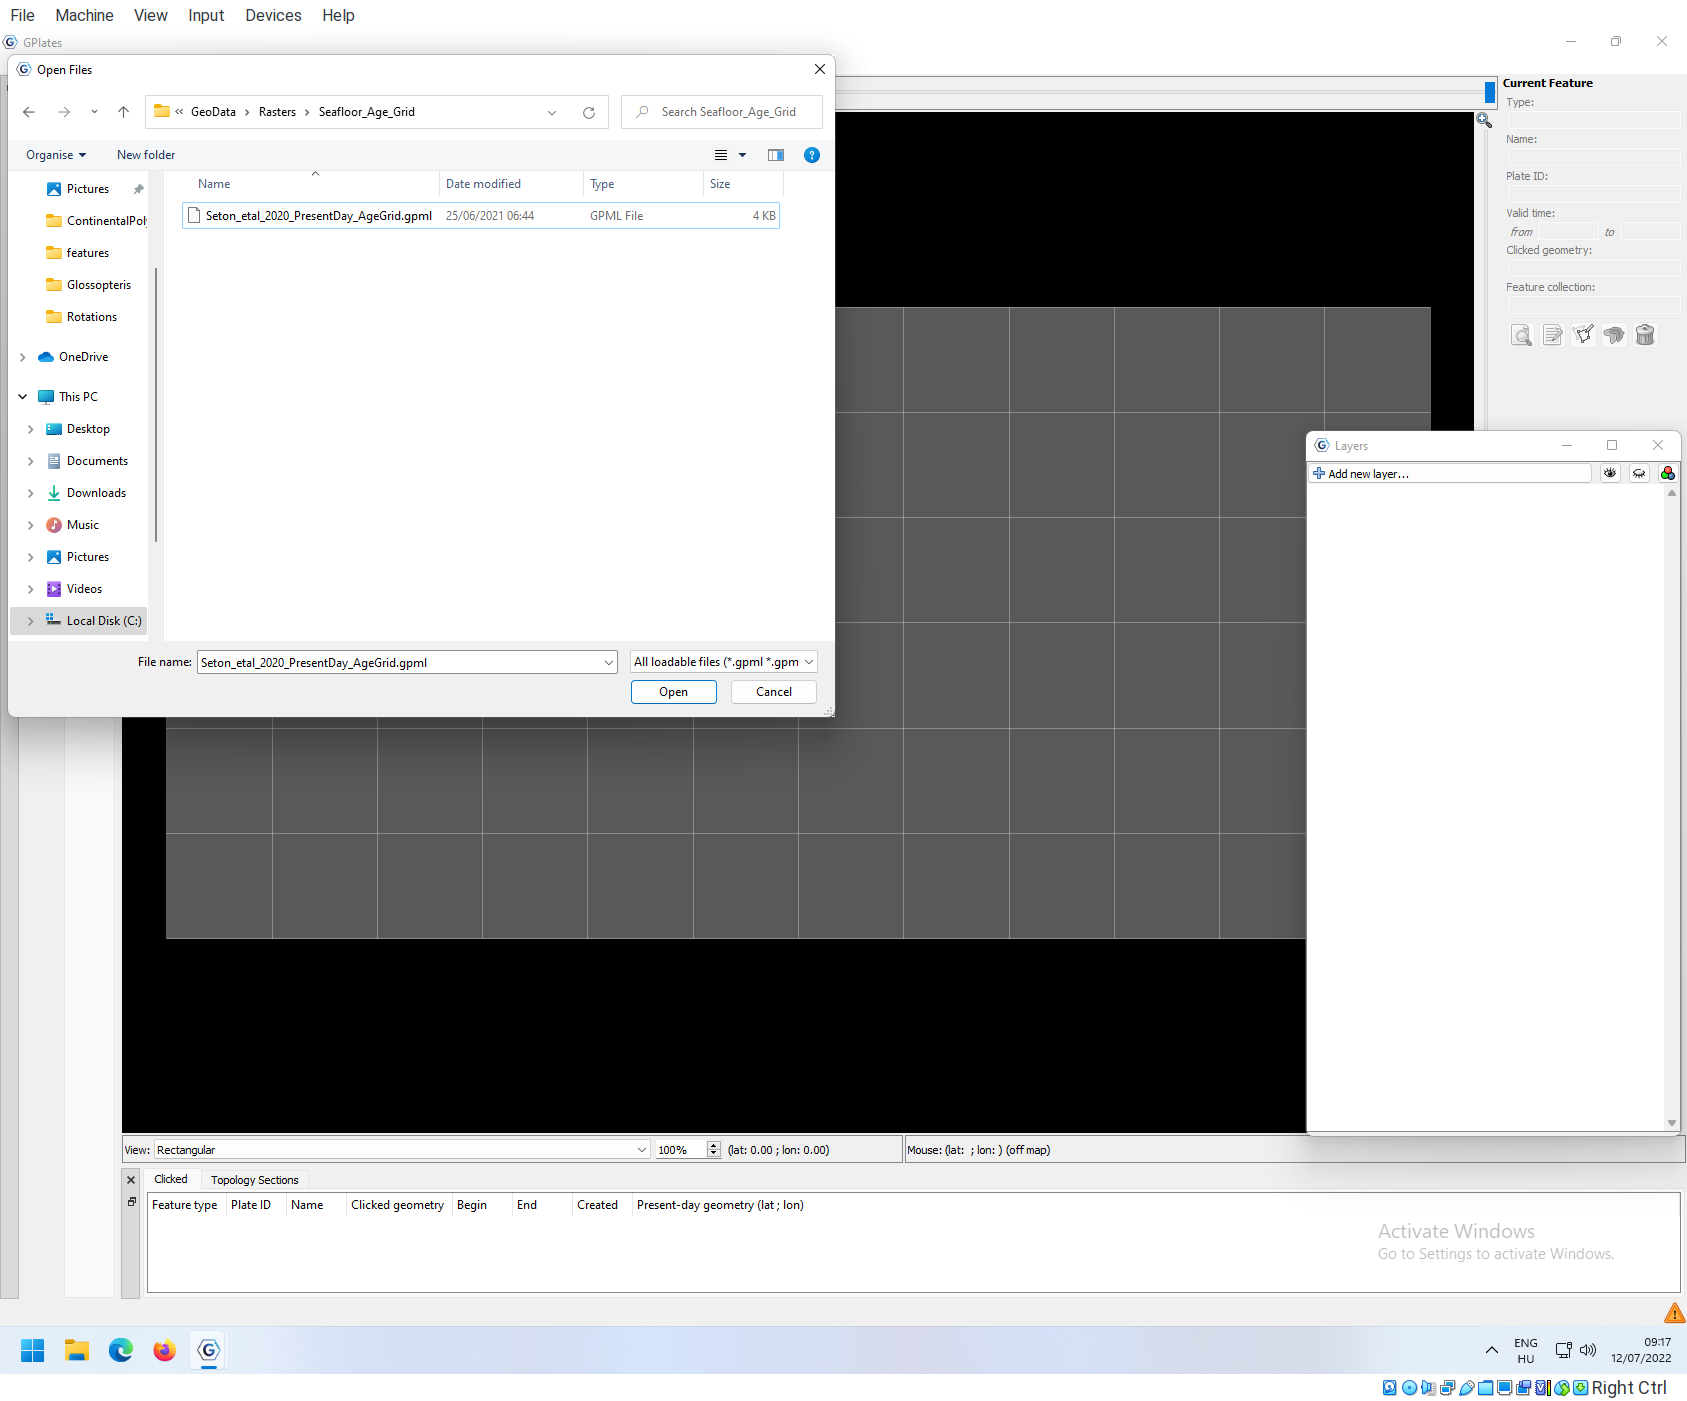 File Machine View Input Devices Help
GPlates
Open Files
GeoData Rasters Seafloor_Age_Grid
Search Seafloor_Age_Grid
Organise New folder
Name Date modified Type Size
Seton_etal_2020_PresentDay_AgeGrid.gpml 25/06/2021 06:44 GPML File 4 KB
Pictures
ContinentalPoly
features
Glossopteris
Rotations
OneDrive
This PC
Desktop
Documents
Downloads
Music
Pictures
Videos
Local Disk (C:)
File name: Seton_etal_2020_PresentDay_AgeGrid.gpml All loadable files (*.gpml *.gpm
Open Cancel
Current Feature
Type:
Name:
Plate ID:
Valid time:
from to
Clicked geometry:
Feature collection:
Layers
Add new layer...
View: Rectangular 100% (lat: 0.00 ; lon: 0.00) Mouse: (lat: ; lon: ) (off map)
Clicked Topology Sections
Feature type Plate ID Name Clicked geometry Begin End Created Present-day geometry (lat ; lon)
Activate Windows
Go to Settings to activate Windows.
ENG
HU
09:17
12/07/2022
Right Ctrl